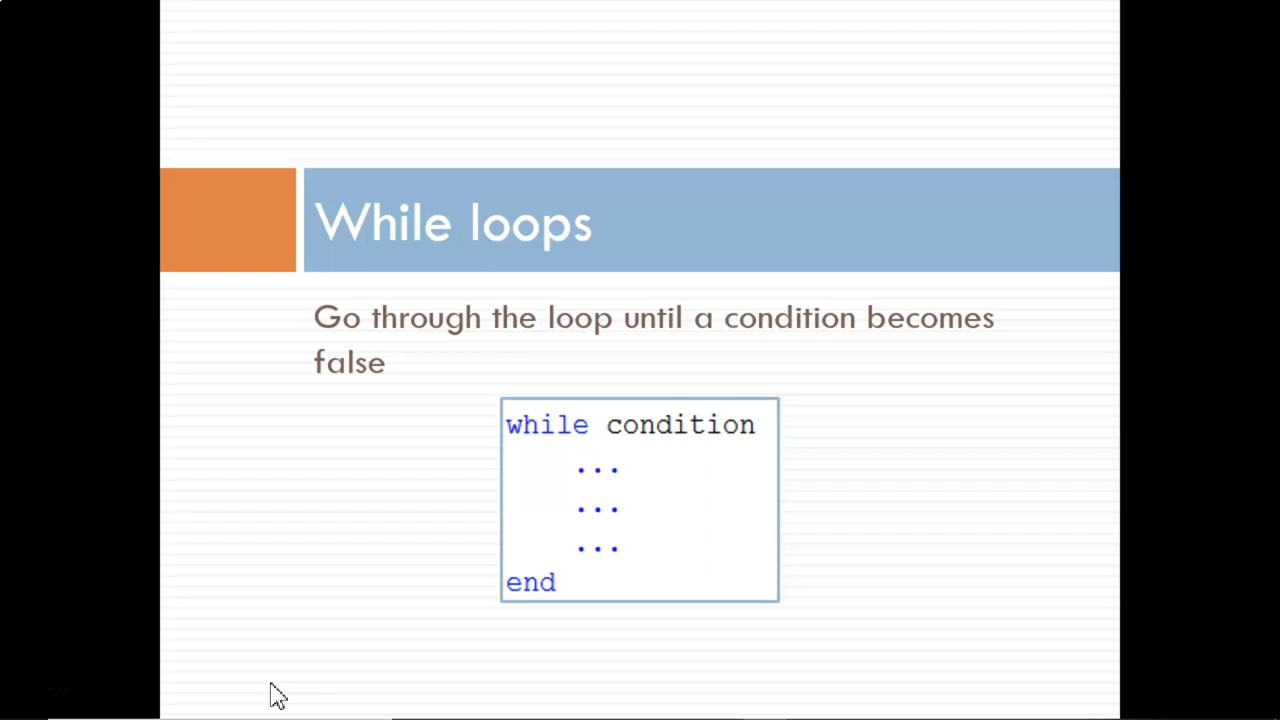 While loops
Go through the loop until a condition becomes
false
while condition
...
...
...
end